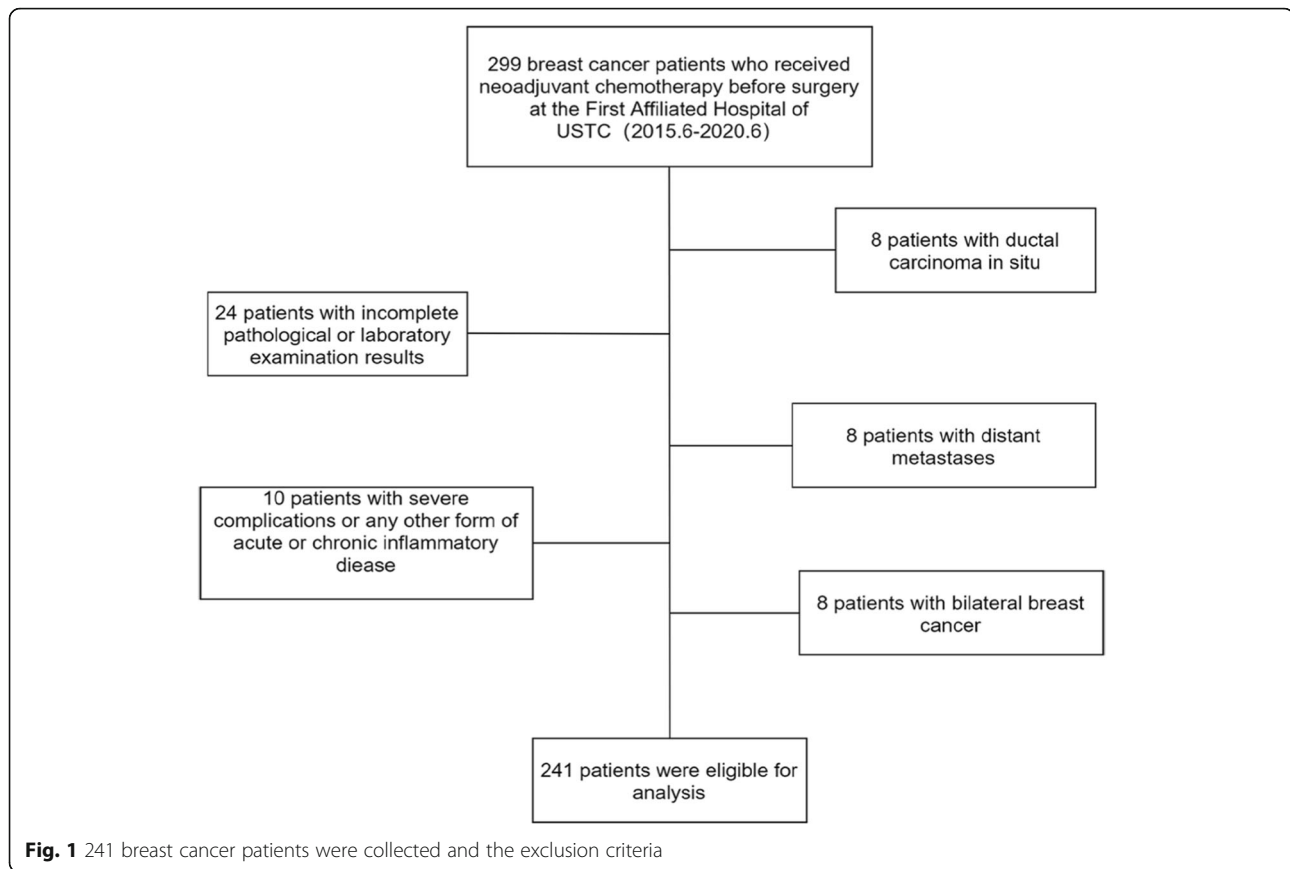 299 breast cancer patients who received
neoadjuvant chemotherapy before surgery
at the First Affiliated Hospital of
USTC (2015.6-2020.6)
8 patients with ductal
carcinoma in situ
24 patients with incomplete
pathological or laboratory
examination results
8 patients with distant
metastases
10 patients with severe
complications or any other form of
acute or chronic inflammatory
diease
8 patients with bilateral breast
cancer
241 patients were eligible for
analysis
Fig. 1 241 breast cancer patients were collected and the exclusion criteria